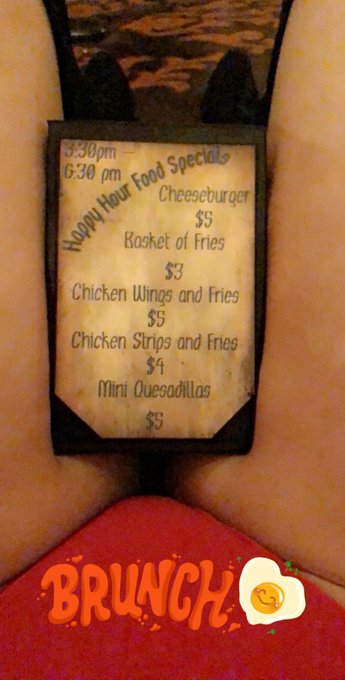 3:30pm –
6:30 pm
Happy Hour Food Specials
Cheeseburger
$5
Basket of Fries
$3
Chicken Wings and Fries
$5
Chicken Strips and Fries
$4
Mini Quesadillas
$5
BRUNCH